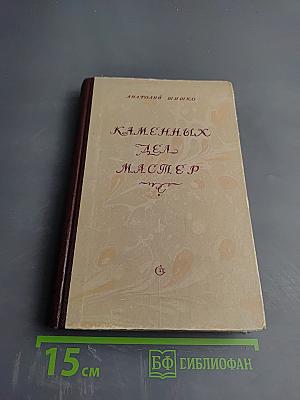 АНАТОЛИЙ ШИШКО
КАМЕННЫХ
ДЕЛ
МАСТЕР
15 см
БФ БИБЛИОФАН